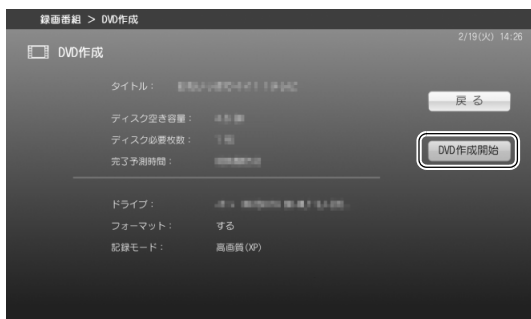 録画番組 > DVD作成
2/19(火) 14:26
DVD作成
タイトル：
戻る
ディスク空き容量：
ディスク必要枚数：
DVD作成開始
完了予測時間：
ドライブ：
フォーマット： する
記録モード： 高画質(XP)